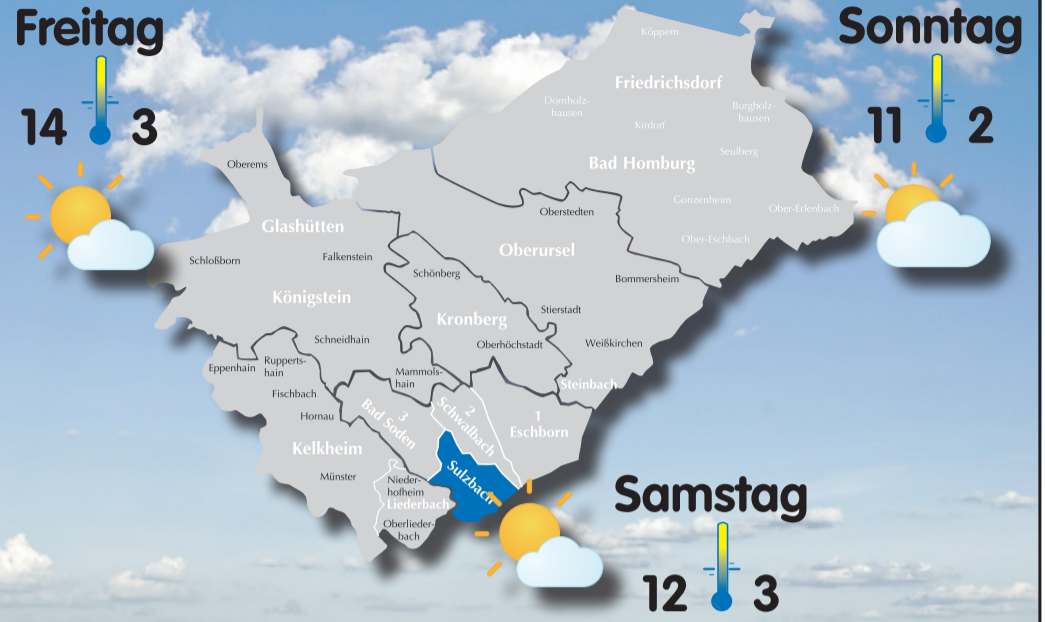 Freitag
14 3
Sonntag
11 2
Köppern
Friedrichsdorf
Dornholz-
hausen
Burgholz-
hausen
Kirdorf
Seulberg
Bad Homburg
Oberems
Gonzenheim
Ober-Erlenbach
Oberstedten
Glashütten
Ober-Eschbach
Oberursel
Schloßborn
Falkenstein
Schönberg
Bommersheim
Königstein
Stierstadt
Kronberg
Schneidhain
Oberhöchstadt
Weißkirchen
Eppenhain
Rupperts-
hain
Mammols-
hain
Steinbach
Fischbach
Hornau
3
Bad Soden
2
Schwalbach
1
Eschborn
Kelkheim
Münster
Sulzbach
Nieder-
hofheim
Liederbach
Oberlieder-
bach
Samstag
12 3